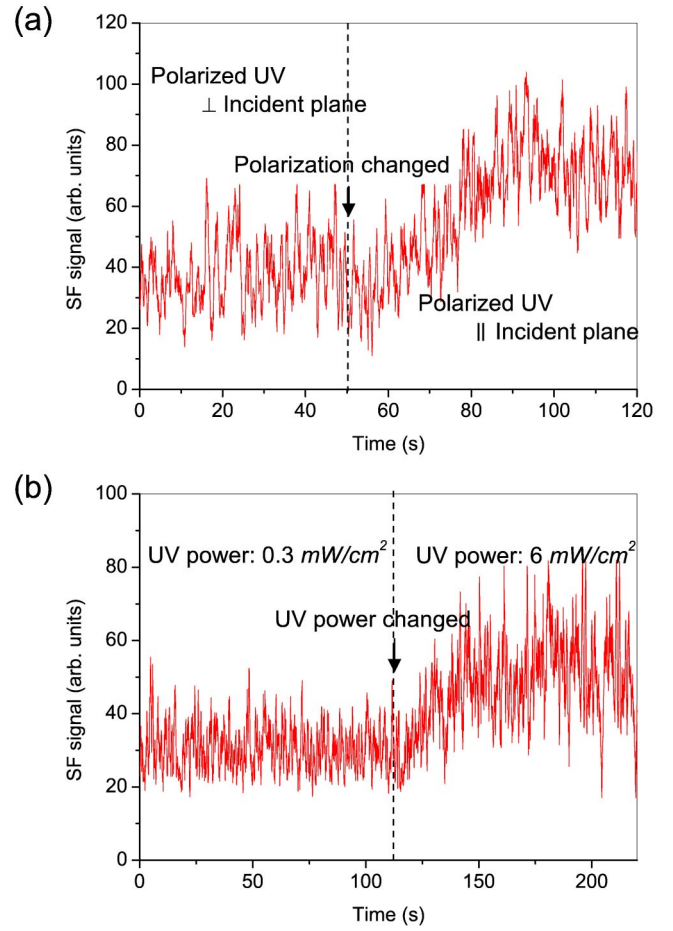 (a)
120
100
80
60
40
20
0
SF signal (arb. units)
Polarized UV
⊥ Incident plane
Polarization changed
Polarized UV
|| Incident plane
0 20 40 60 80 100 120
Time (s)
(b)
100
80
60
40
20
0
SF signal (arb. units)
UV power: 0.3 mW/cm²
UV power: 6 mW/cm²
UV power changed
0 50 100 150 200
Time (s)